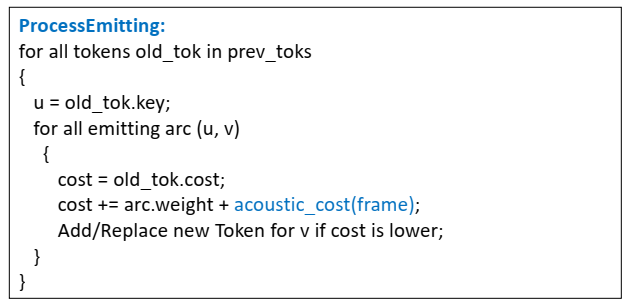 ProcessEmitting:
for all tokens old_tok in prev_toks
{
u = old_tok.key;
for all emitting arc (u, v)
{
cost = old_tok.cost;
cost += arc.weight + acoustic_cost(frame);
Add/Replace new Token for v if cost is lower;
}
}